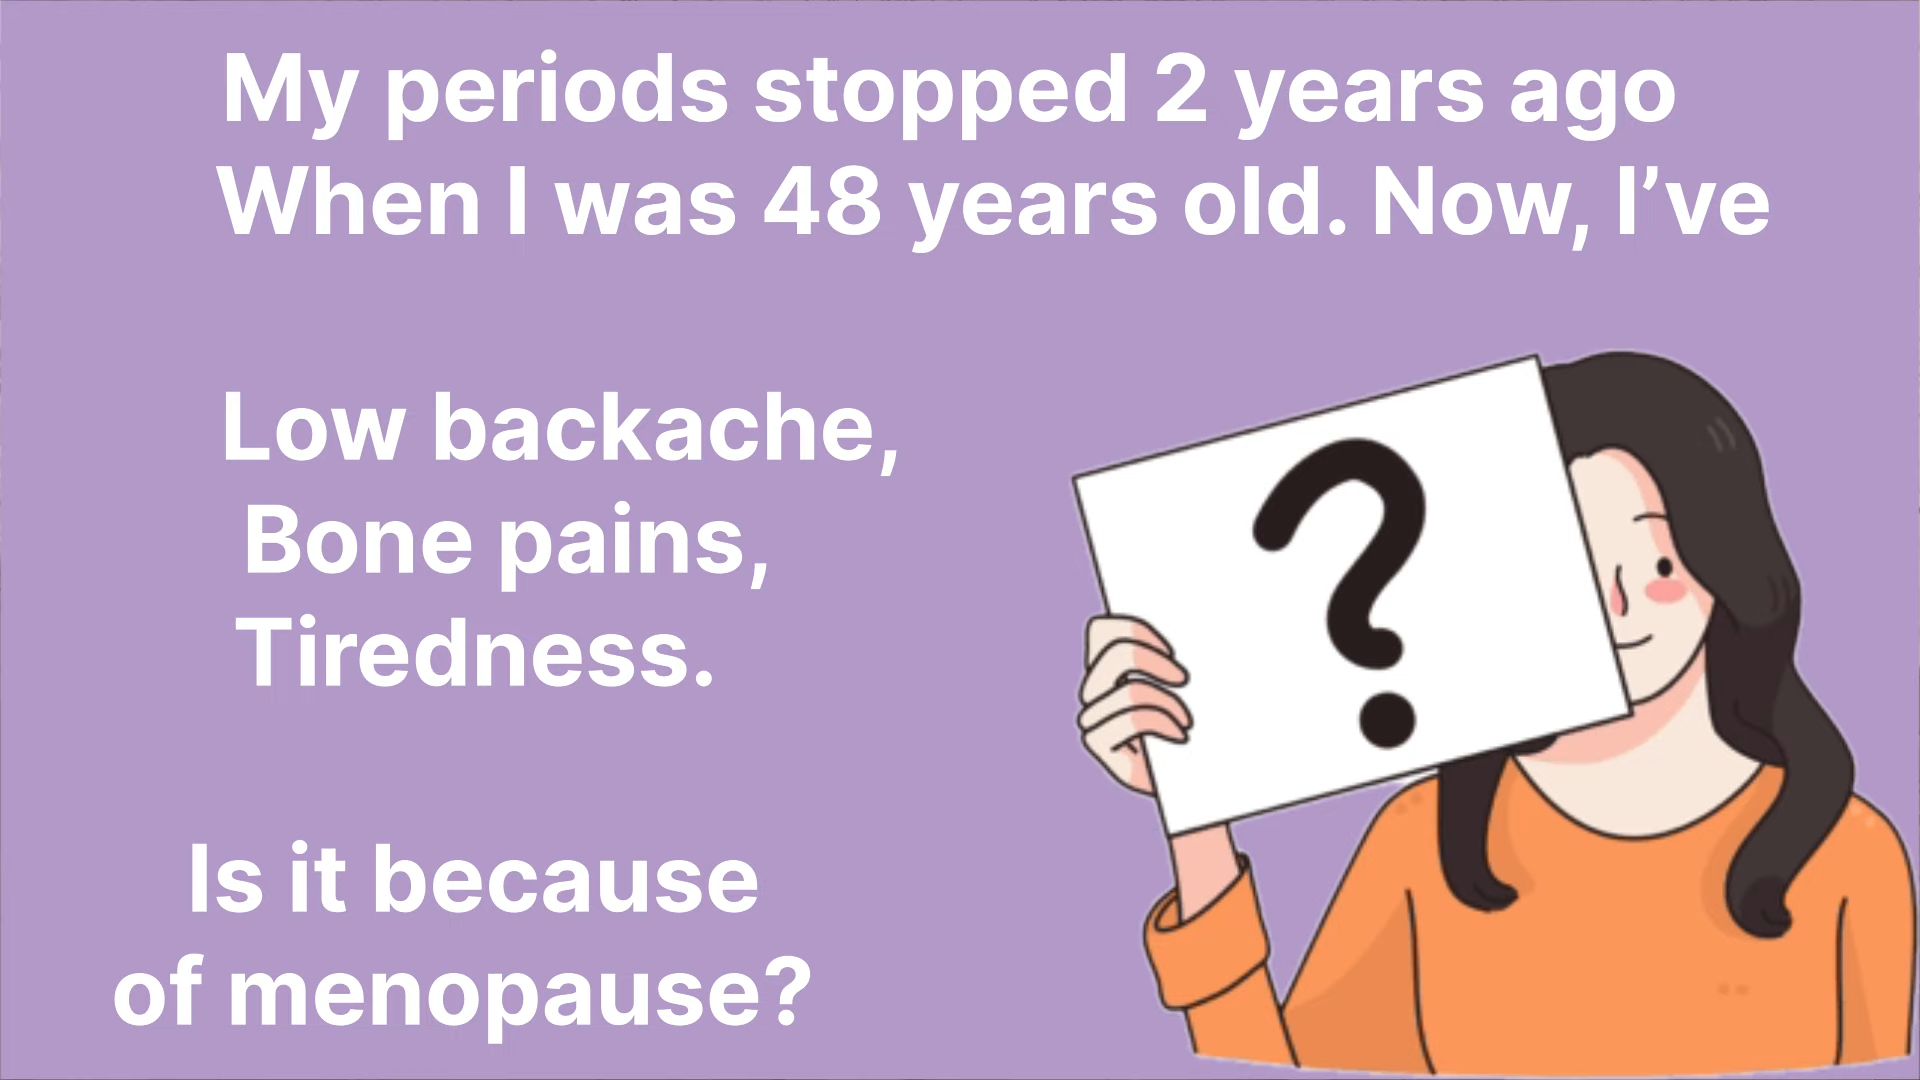 My periods stopped 2 years ago
When I was 48 years old. Now, I’ve
Low backache,
Bone pains,
Tiredness.
Is it because
of menopause?
?